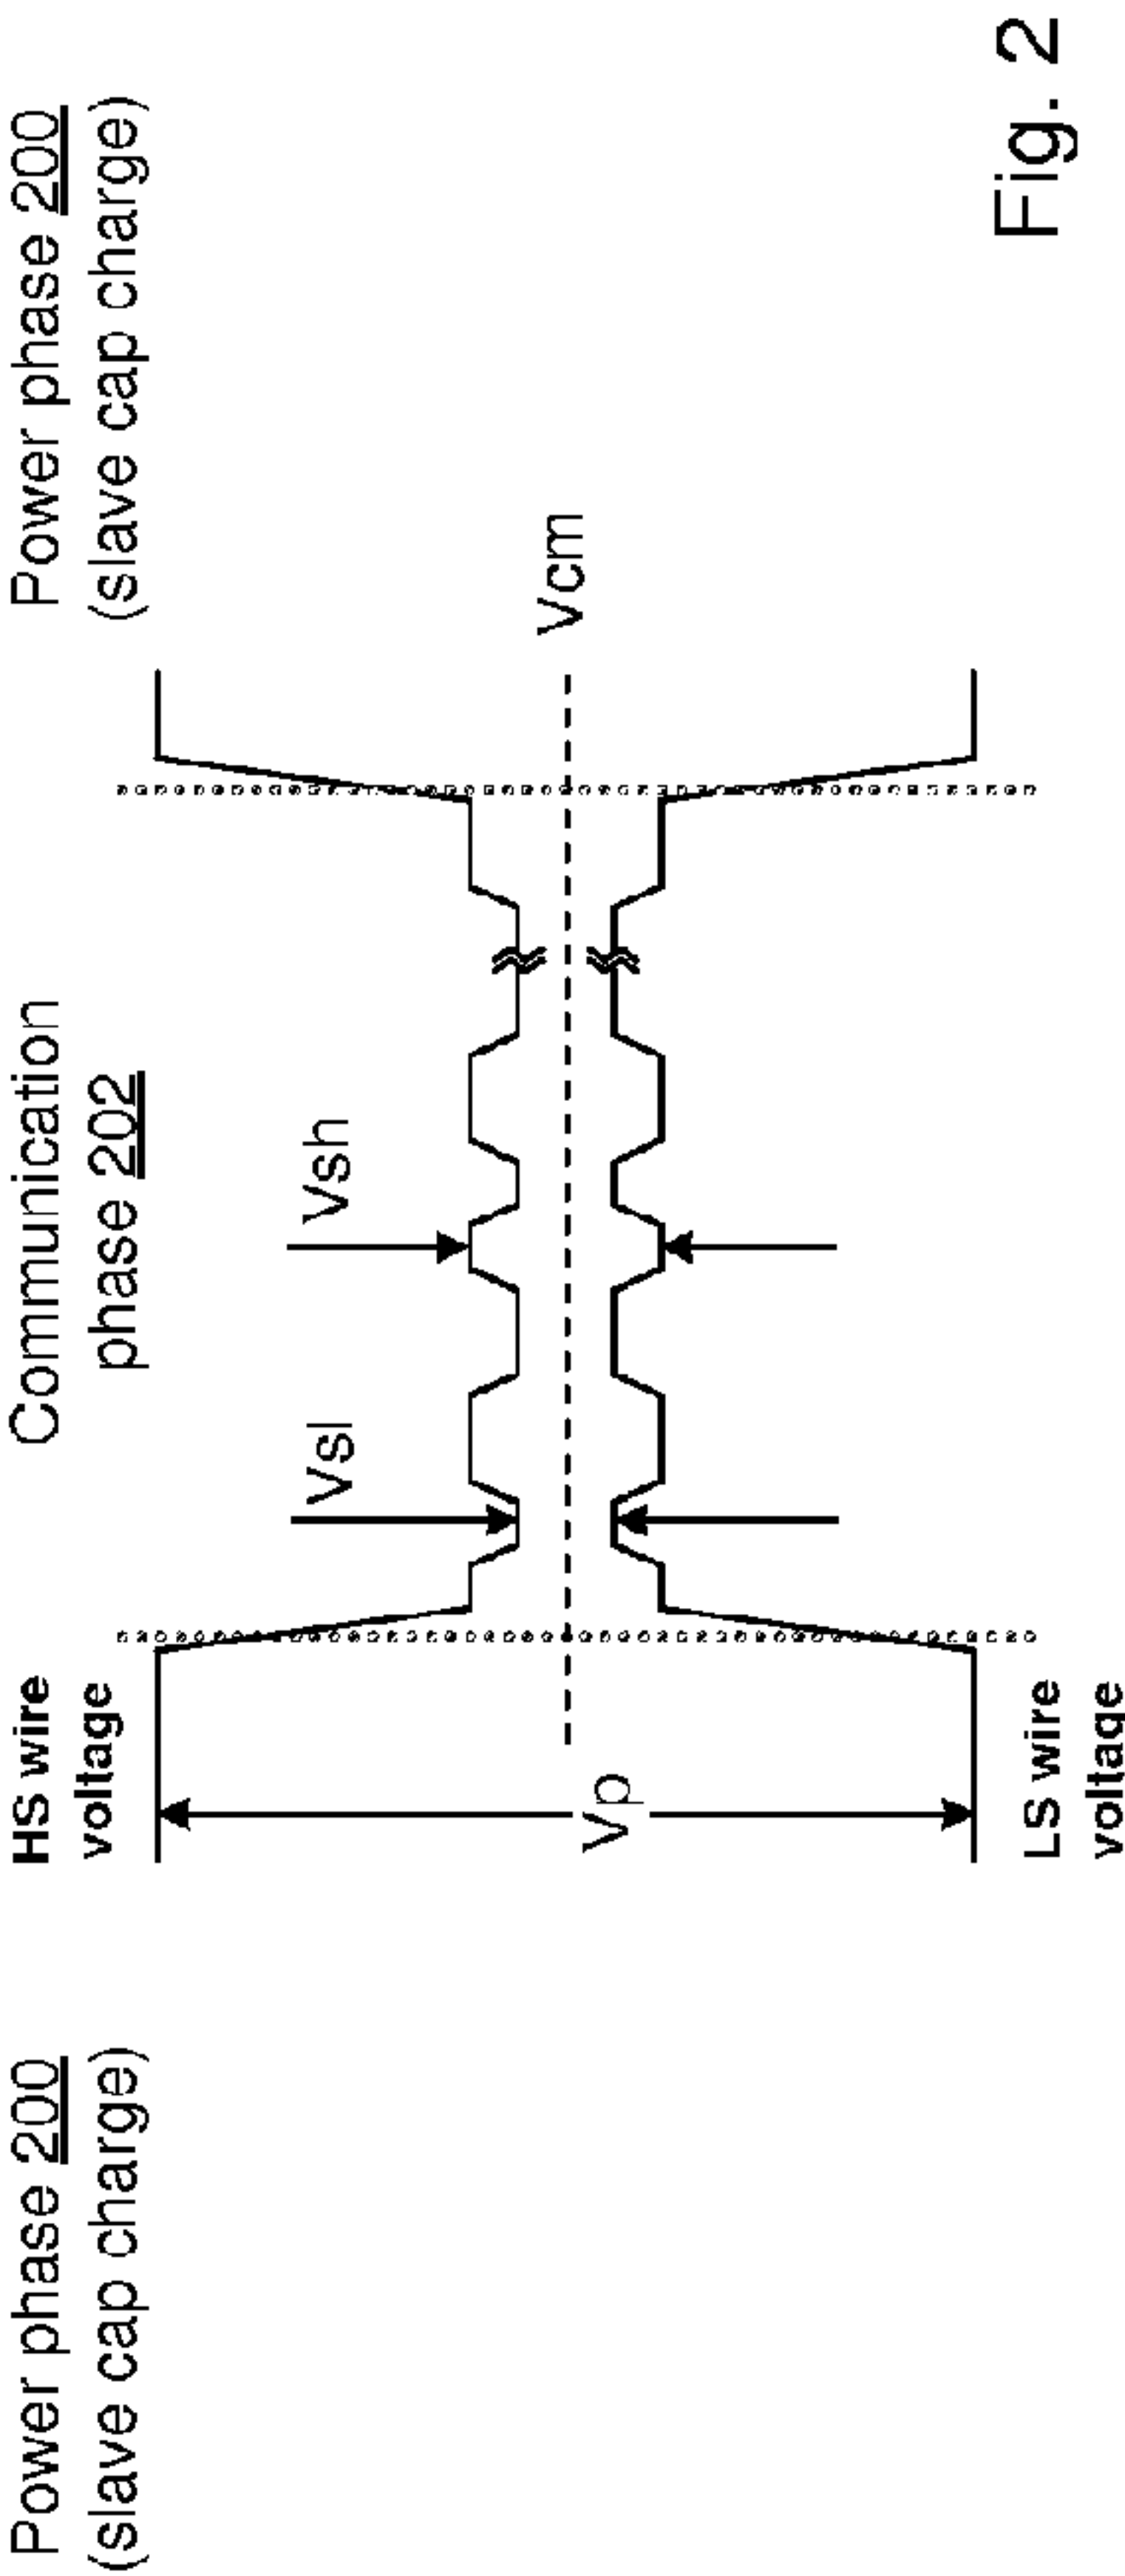 Power phase 200
(slave cap charge)
Communication
phase 202
Power phase 200
(slave cap charge)
HS wire
voltage
Vsl
Vsh
Vp
Vcm
LS wire
voltage
Fig. 2